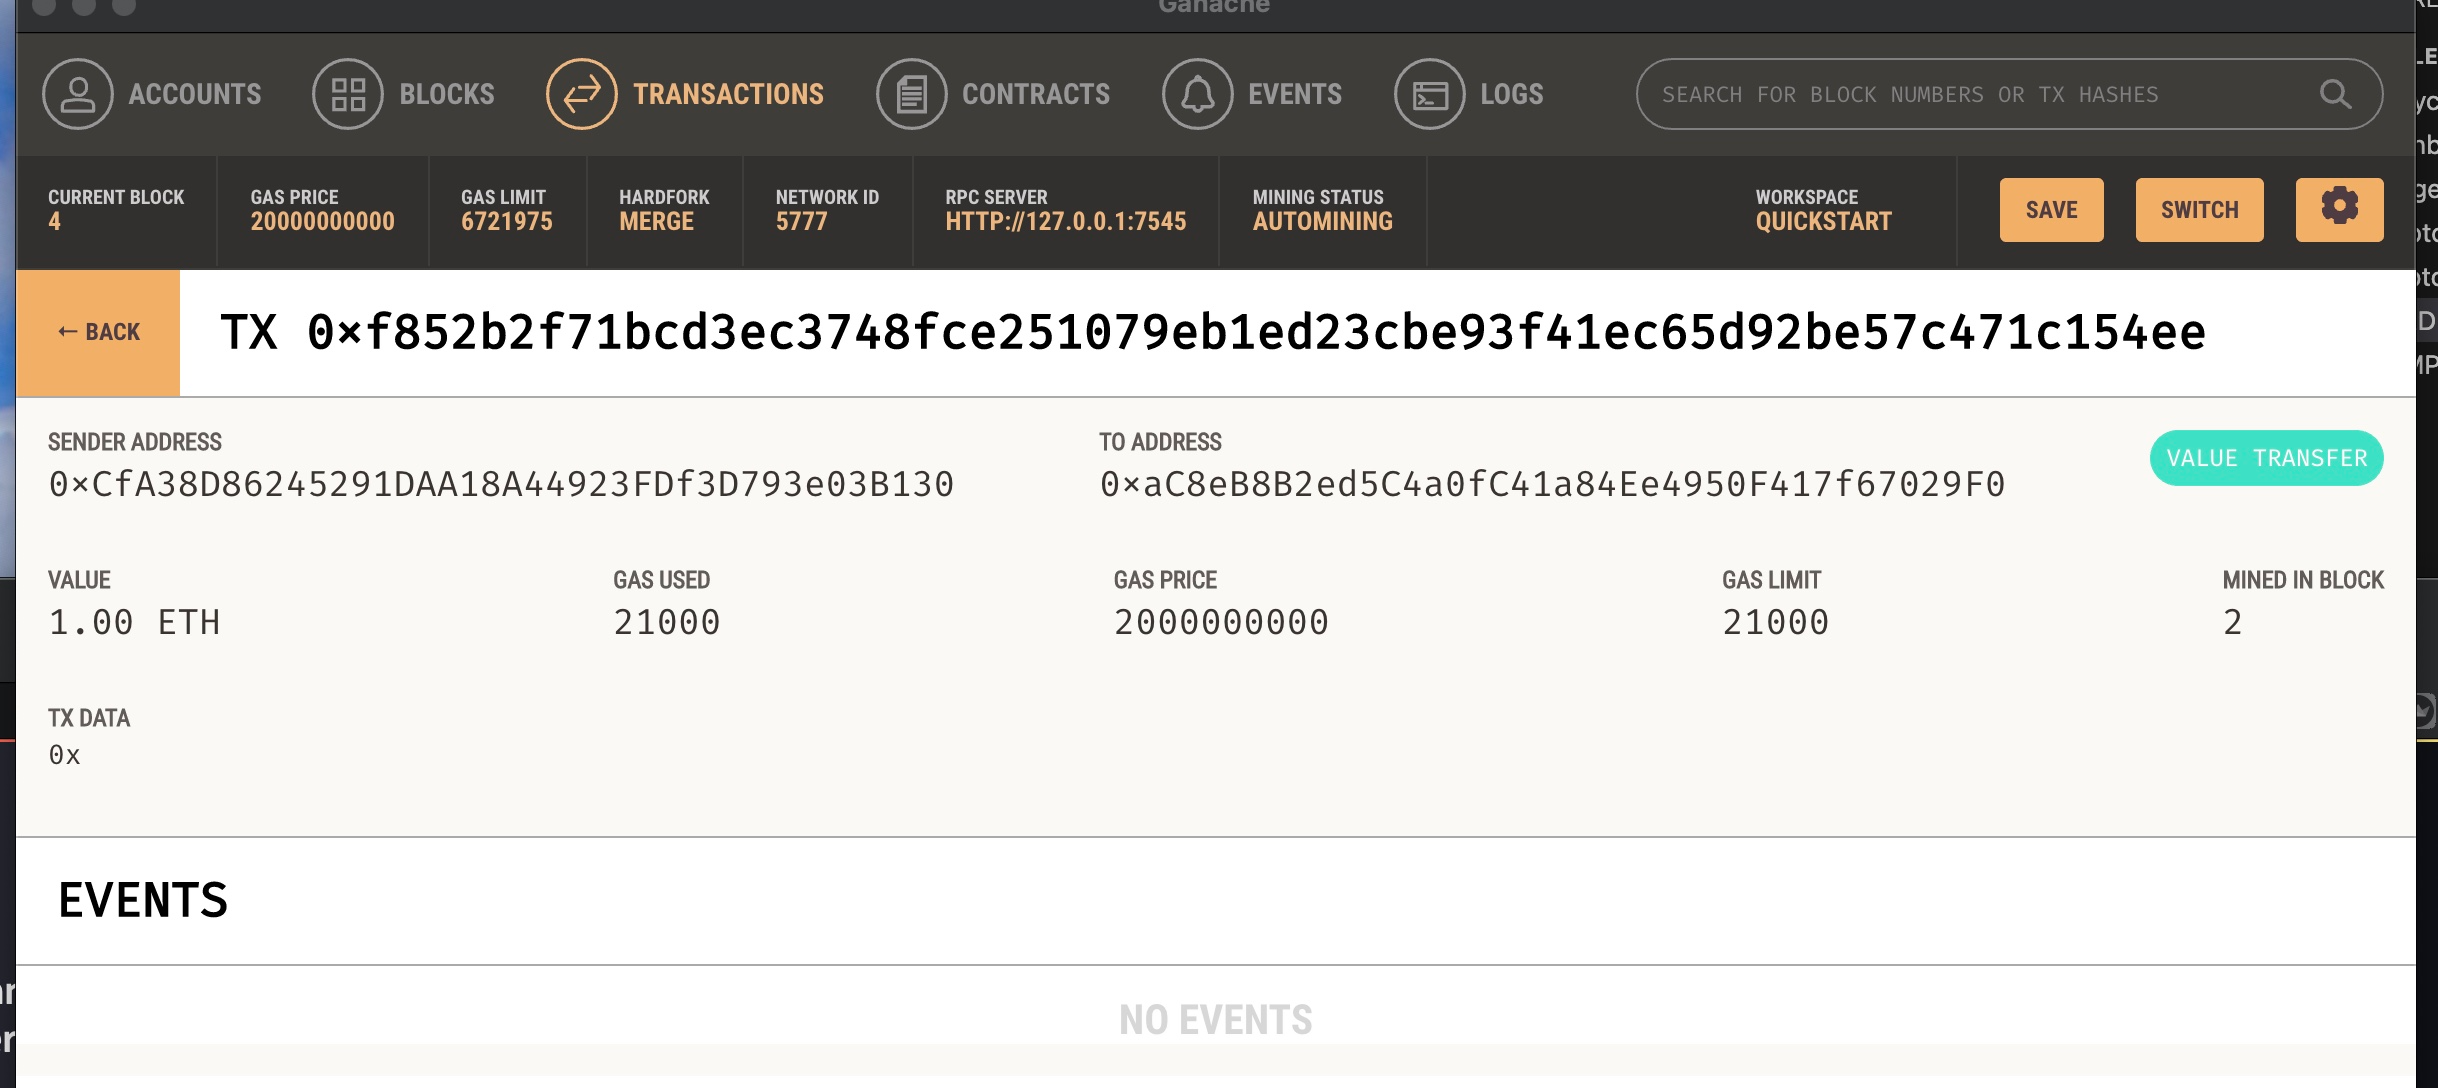 Ganache
ACCOUNTS BLOCKS TRANSACTIONS CONTRACTS EVENTS LOGS SEARCH FOR BLOCK NUMBERS OR TX HASHES
CURRENT BLOCK GAS PRICE GAS LIMIT HARDFORK NETWORK ID RPC SERVER MINING STATUS WORKSPACE
4 20000000000 6721975 MERGE 5777 HTTP://127.0.0.1:7545 AUTOMINING QUICKSTART
SAVE SWITCH
← BACK TX 0×f852b2f71bcd3ec3748fce251079eb1ed23cbe93f41ec65d92be57c471c154ee
SENDER ADDRESS TO ADDRESS
0×CfA38D86245291DAA18A44923FDf3D793e03B130 0×aC8eB8B2ed5C4a0fC41a84Ee4950F417f67029F0
VALUE TRANSFER
VALUE GAS USED GAS PRICE GAS LIMIT MINED IN BLOCK
1.00 ETH 21000 2000000000 21000 2
TX DATA
0x
EVENTS
NO EVENTS